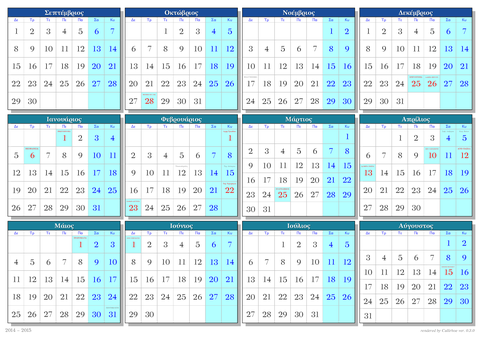 Σεπτέμβριος
Δε Τρ Τε Πε Πα Σα Κυ
1 2 3 4 5 6 7
8 9 10 11 12 13 14
15 16 17 18 19 20 21
22 23 24 25 26 27 28
29 30
Οκτώβριος
Δε Τρ Τε Πε Πα Σα Κυ
1 2 3 4 5
6 7 8 9 10 11 12
13 14 15 16 17 18 19
20 21 22 23 24 25 26
27 28 29 30 31
Νοέμβριος
Δε Τρ Τε Πε Πα Σα Κυ
1 2
3 4 5 6 7 8 9
10 11 12 13 14 15 16
17 18 19 20 21 22 23
24 25 26 27 28 29 30
Δεκέμβριος
Δε Τρ Τε Πε Πα Σα Κυ
1 2 3 4 5 6 7
8 9 10 11 12 13 14
15 16 17 18 19 20 21
22 23 24 25 26 27 28
29 30 31
Ιανουάριος
Δε Τρ Τε Πε Πα Σα Κυ
1 2 3 4
5 6 7 8 9 10 11
12 13 14 15 16 17 18
19 20 21 22 23 24 25
26 27 28 29 30 31
Φεβρουάριος
Δε Τρ Τε Πε Πα Σα Κυ
1
2 3 4 5 6 7 8
9 10 11 12 13 14 15
16 17 18 19 20 21 22
23 24 25 26 27 28
Μάρτιος
Δε Τρ Τε Πε Πα Σα Κυ
1
2 3 4 5 6 7 8
9 10 11 12 13 14 15
16 17 18 19 20 21 22
23 24 25 26 27 28 29
30 31
Απρίλιος
Δε Τρ Τε Πε Πα Σα Κυ
1 2 3 4 5
6 7 8 9 10 11 12
13 14 15 16 17 18 19
20 21 22 23 24 25 26
27 28 29 30
Μάιος
Δε Τρ Τε Πε Πα Σα Κυ
1 2 3
4 5 6 7 8 9 10
11 12 13 14 15 16 17
18 19 20 21 22 23 24
25 26 27 28 29 30 31
Ιούνιος
Δε Τρ Τε Πε Πα Σα Κυ
1 2 3 4 5 6 7
8 9 10 11 12 13 14
15 16 17 18 19 20 21
22 23 24 25 26 27 28
29 30
Ιούλιος
Δε Τρ Τε Πε Πα Σα Κυ
1 2 3 4 5
6 7 8 9 10 11 12
13 14 15 16 17 18 19
20 21 22 23 24 25 26
27 28 29 30 31
Αύγουστος
Δε Τρ Τε Πε Πα Σα Κυ
1 2
3 4 5 6 7 8 9
10 11 12 13 14 15 16
17 18 19 20 21 22 23
24 25 26 27 28 29 30
31
2014 – 2015